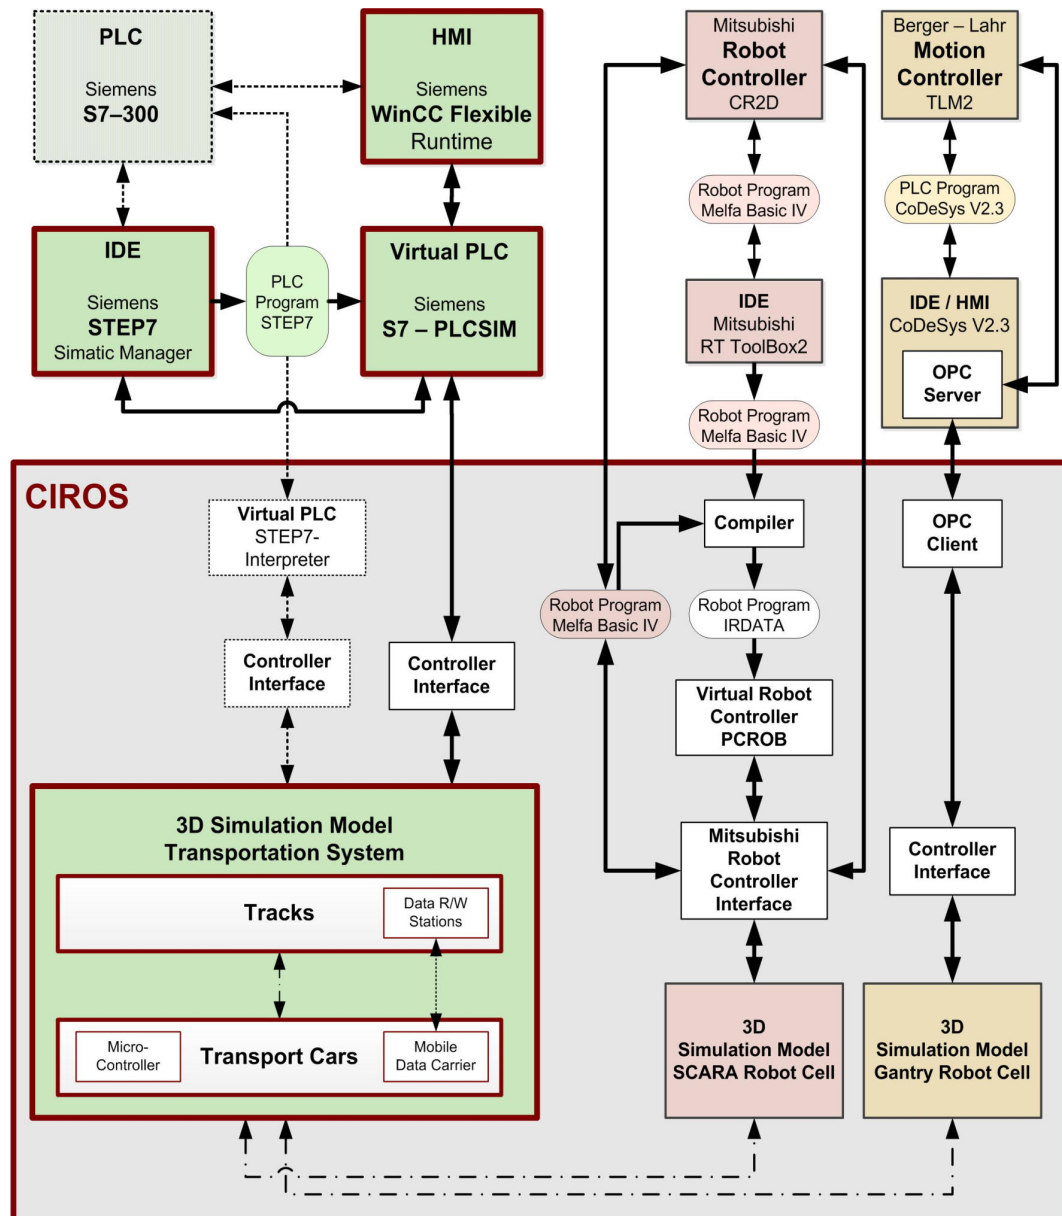 PLC
Siemens
S7–300
HMI
Siemens
WinCC Flexible
Runtime
Mitsubishi
Robot
Controller
CR2D
Berger – Lahr
Motion
Controller
TLM2
Robot Program
Melfa Basic IV
PLC Program
CoDeSys V2.3
IDE
Siemens
STEP7
Simatic Manager
PLC
Program
STEP7
Virtual PLC
Siemens
S7 – PLCSIM
IDE
Mitsubishi
RT ToolBox2
IDE / HMI
CoDeSys V2.3
OPC
Server
Robot Program
Melfa Basic IV
CIROS
Virtual PLC
STEP7-
Interpreter
Compiler
OPC
Client
Robot Program
Melfa Basic IV
Robot Program
IRDATA
Controller
Interface
Controller
Interface
Virtual Robot
Controller
PCROB
3D Simulation Model
Transportation System
Mitsubishi
Robot
Controller
Interface
Controller
Interface
Tracks
Data R/W
Stations
Micro-
Controller
Transport Cars
Mobile
Data Carrier
3D
Simulation Model
SCARA Robot Cell
3D
Simulation Model
Gantry Robot Cell